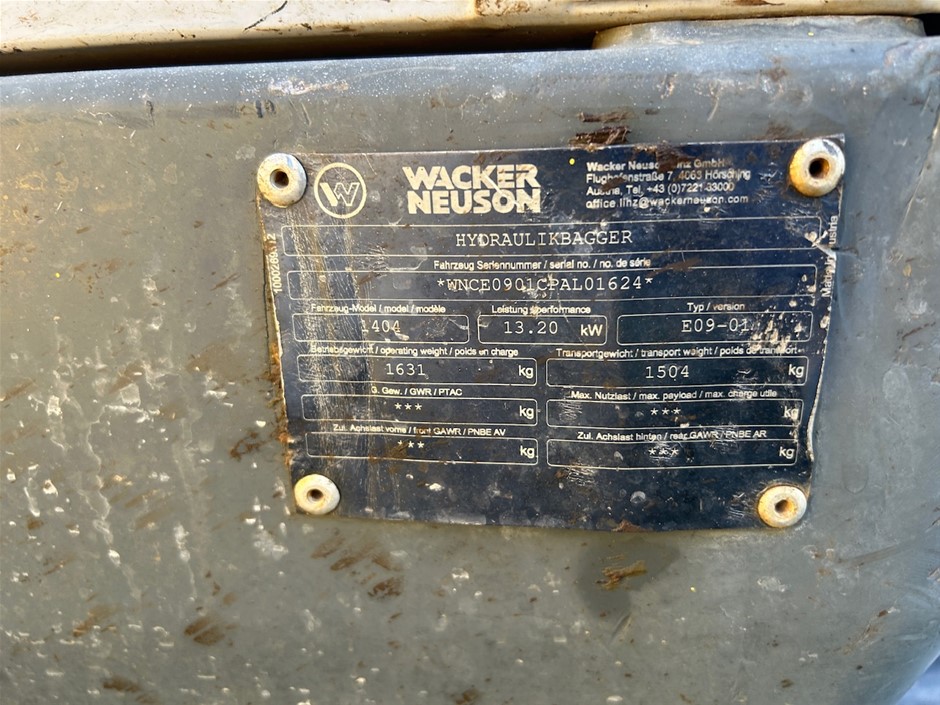 W
WACKER
NEUSON
Wacker GmbH
7, 4063 Hörsching
Tel. +43 (0)7221
office.linz@wackerneuson.com
HYDRAULIKBAGGER
Fahrzeug Seriennummer / serial no. / no. de série
*WNCE0901CPAL01624*
Fahrzeug-Model / model / modèle
Leistung / performance
Typ / version
1404
13.20 kW
E09-01
Betriebsgewicht / operating weight / poids en charge
Transportgewicht / transport weight / poids de transport
1631 kg
1504 kg
G. Gew. / GWR / PTAC
Max. Nutzlast / max. payload / max. charge utile
*** kg
*** kg
Zul. Achslast vorne / front GAWR / PNBE AV
Zul. Achslast hinten / rear GAWR / PNBE AR
*** kg
*** kg